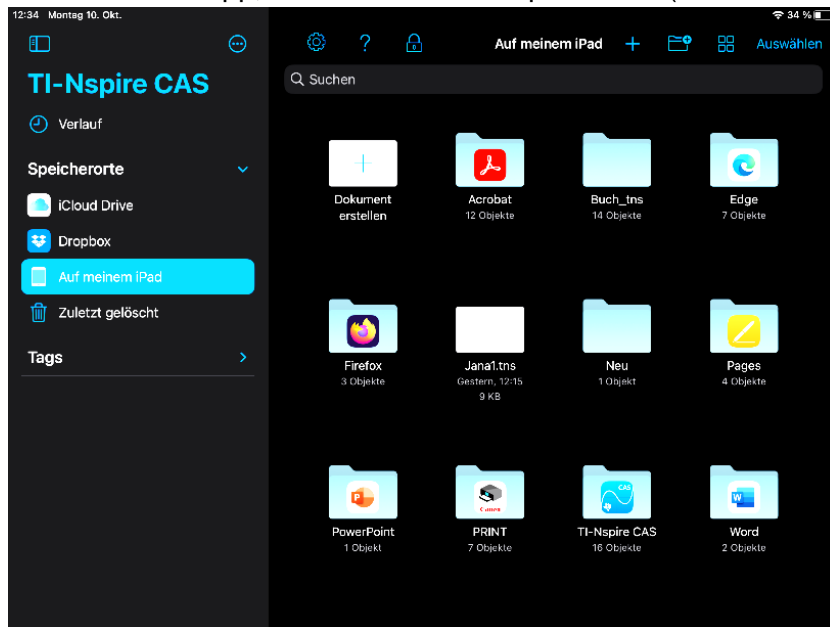 12:34 Montag 10. Okt.
34 %
TI-Nspire CAS
Verlauf
Speicherorte
iCloud Drive
Dropbox
Auf meinem iPad
Zuletzt gelöscht
Tags
?
Auf meinem iPad
Auswählen
Suchen
Dokument
erstellen
Acrobat
12 Objekte
Buch_tns
14 Objekte
Edge
7 Objekte
Firefox
3 Objekte
Jana1.tns
Gestern, 12:15
9 KB
Neu
1 Objekt
Pages
4 Objekte
PowerPoint
1 Objekt
PRINT
7 Objekte
CAS
TI-Nspire CAS
16 Objekte
Word
2 Objekte